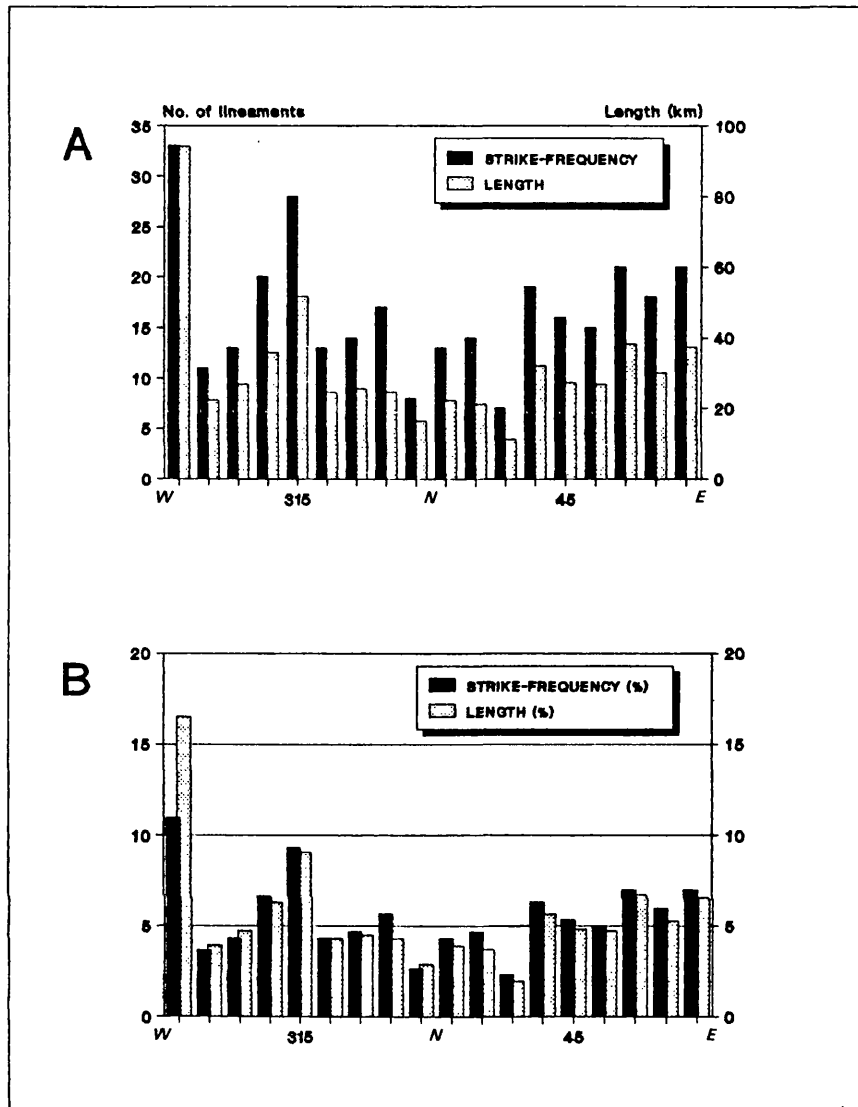 A
No. of lineaments Length (km)
STRIKE-FREQUENCY
LENGTH
35 100
30
80
25
20 60
15 40
10
20
5
0 0
W 315 N 45 E
B
STRIKE-FREQUENCY (%)
LENGTH (%)
20 20
15 15
10 10
5 5
0 0
W 315 N 45 E